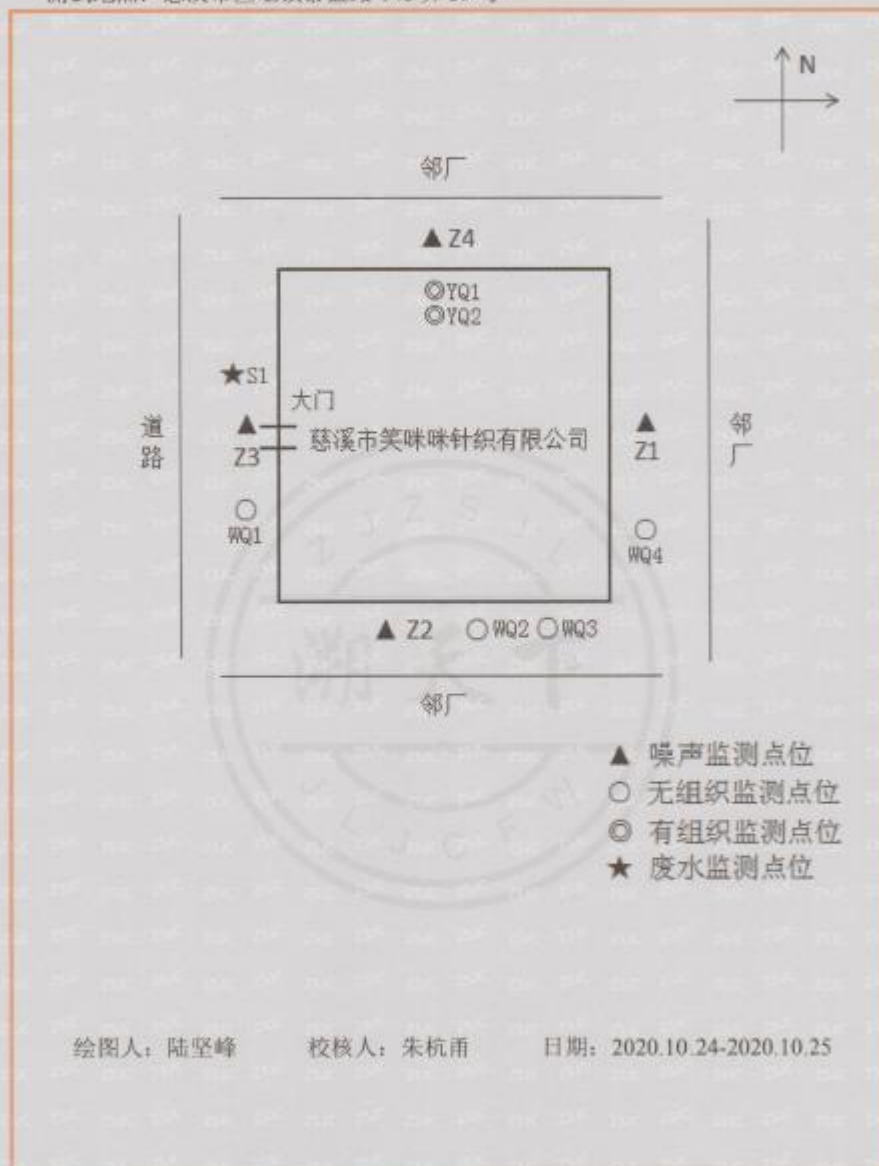 N
邻厂
▲ Z4
◎YQ1
◎YQ2
★S1
大门
道路
▲
Z3
慈溪市笑咪咪针织有限公司
▲
Z1
邻厂
○
WQ1
○
WQ4
▲ Z2 ○WQ2 ○WQ3
邻厂
▲ 噪声监测点位
○ 无组织监测点位
◎ 有组织监测点位
★ 废水监测点位
绘图人：陆坚峰 校核人：朱杭甬 日期：2020.10.24-2020.10.25
ZJZSJL
JLJCFW